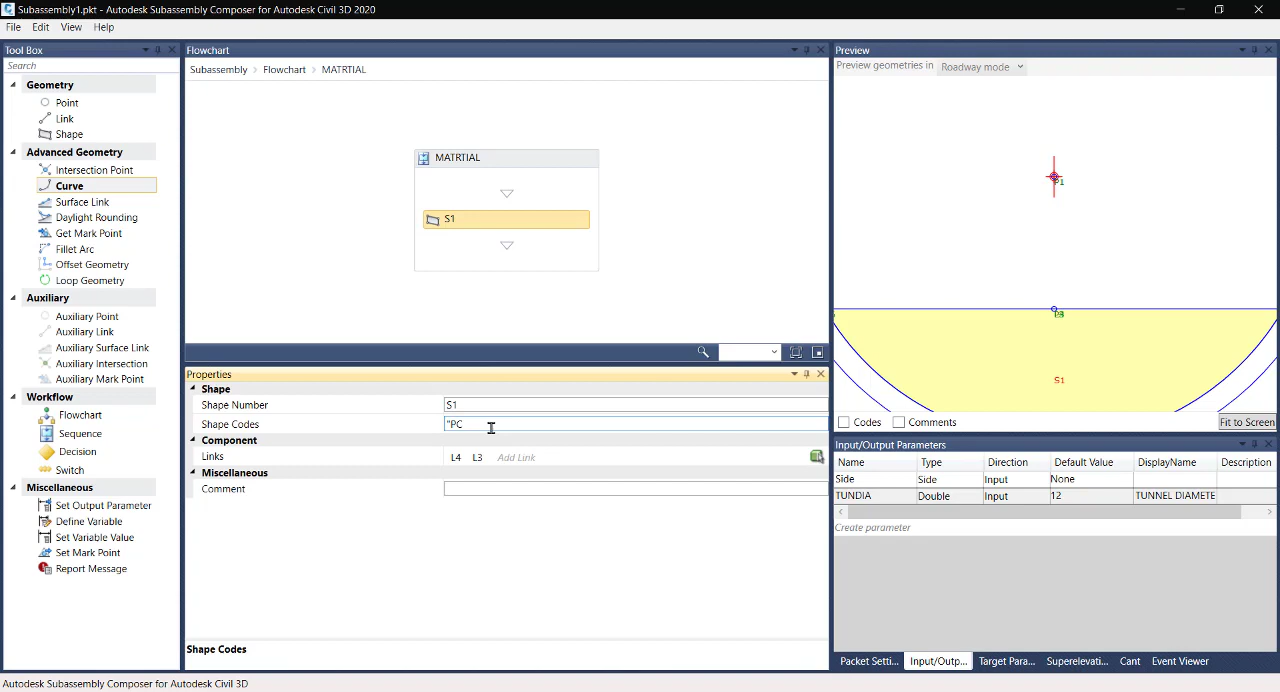 Subassembly1.pkt - Autodesk Subassembly Composer for Autodesk Civil 3D 2020
File Edit View Help
Tool Box
Search
Geometry
Point
Link
Shape
Advanced Geometry
Intersection Point
Curve
Surface Link
Daylight Rounding
Get Mark Point
Fillet Arc
Offset Geometry
Loop Geometry
Auxiliary
Auxiliary Point
Auxiliary Link
Auxiliary Surface Link
Auxiliary Intersection
Auxiliary Mark Point
Workflow
Flowchart
Sequence
Decision
Switch
Miscellaneous
Set Output Parameter
Define Variable
Set Variable Value
Set Mark Point
Report Message
Flowchart
Subassembly > Flowchart > MATRTIAL
MATRTIAL
S1
Properties
Shape
Shape Number S1
Shape Codes "PC
Component
Links L4 L3 Add Link
Miscellaneous
Comment
Shape Codes
Preview
Preview geometries in Roadway mode
P1
S1
Codes Comments Fit to Screen
Input/Output Parameters
Name Type Direction Default Value DisplayName Description
Side Side Input None
TUNDIA Double Input 12 TUNNEL DIAMETE
Create parameter
Packet Setti... Input/Outp... Target Para... Superelevati... Cant Event Viewer
Autodesk Subassembly Composer for Autodesk Civil 3D